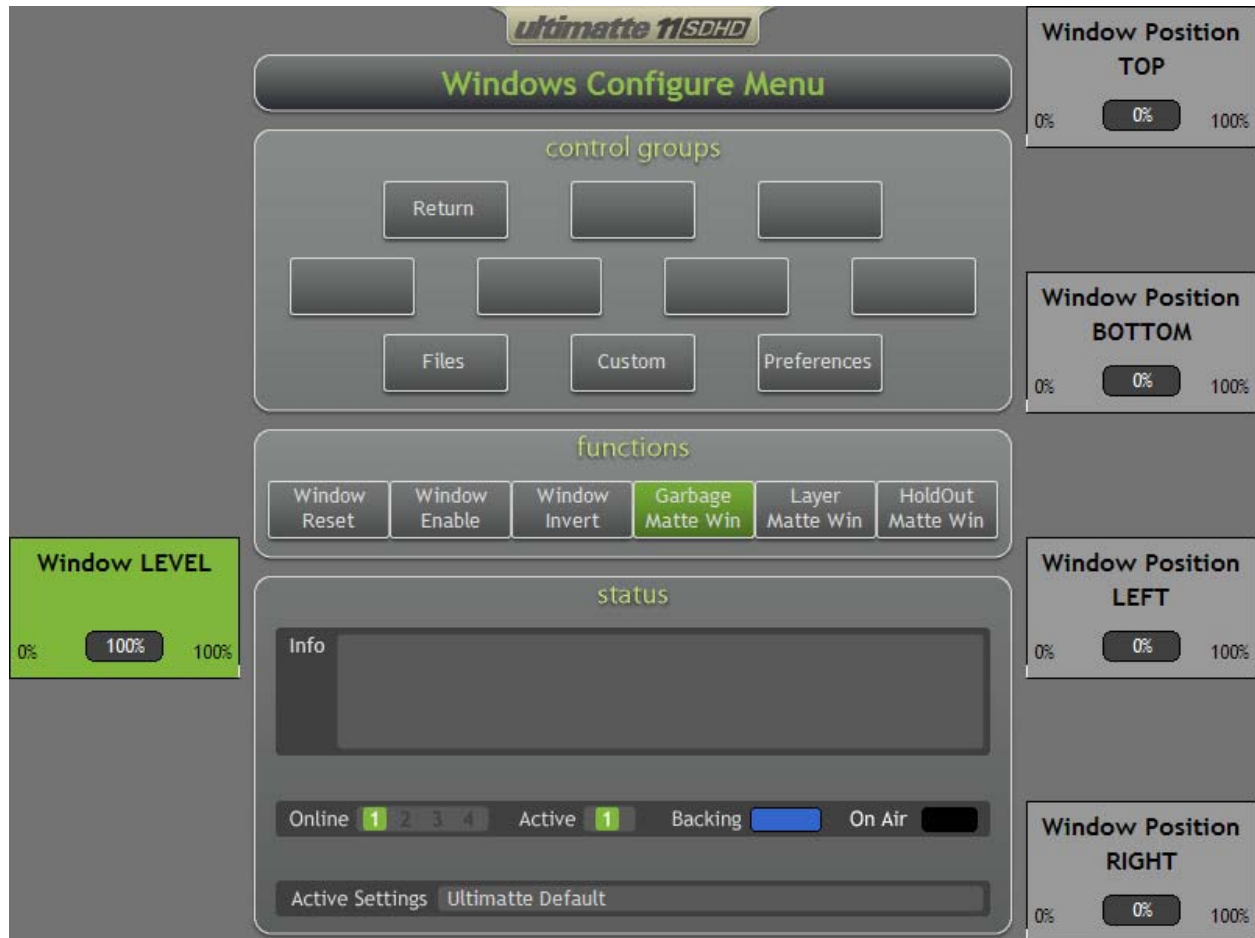 ultimatte 11 SDHD
Windows Configure Menu
control groups
Return
Files Custom Preferences
functions
Window Reset
Window Enable
Window Invert
Garbage Matte Win
Layer Matte Win
HoldOut Matte Win
Window LEVEL
0% 100% 100%
status
Info
Online 1 2 3 4 Active 1 Backing On Air
Active Settings Ultimatte Default
Window Position
TOP
0% 0% 100%
Window Position
BOTTOM
0% 0% 100%
Window Position
LEFT
0% 0% 100%
Window Position
RIGHT
0% 0% 100%